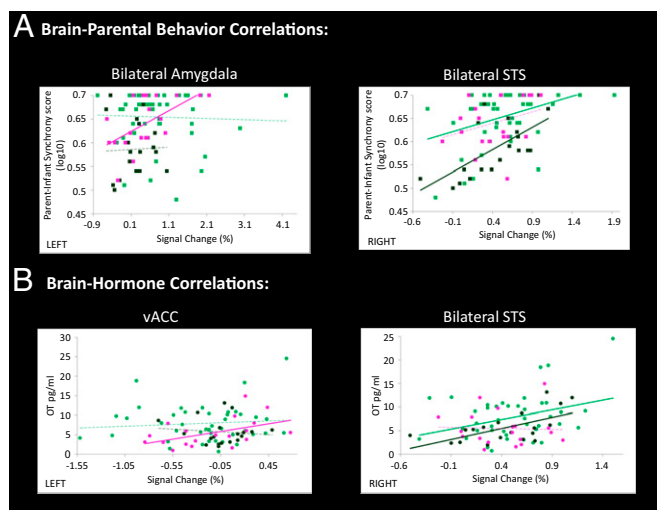 A Brain-Parental Behavior Correlations:
Bilateral Amygdala
Parent-Infant Synchrony score
(log10)
0.7
0.65
0.6
0.55
0.5
0.45
-0.9 0.1 1.1 2.1 3.1 4.1
LEFT
Signal Change (%)
Bilateral STS
Parent-Infant Synchrony score
(log10)
0.7
0.65
0.6
0.55
0.5
0.45
-0.6 -0.1 0.4 0.9 1.4 1.9
RIGHT
Signal Change (%)
B Brain-Hormone Correlations:
vACC
OT pg/ml
30
25
20
15
10
5
0
-1.55 -1.05 -0.55 -0.05 0.45
LEFT
Signal Change (%)
Bilateral STS
OT pg/ml
25
20
15
10
5
0
-0.6 -0.1 0.4 0.9 1.4
RIGHT
Signal Change (%)